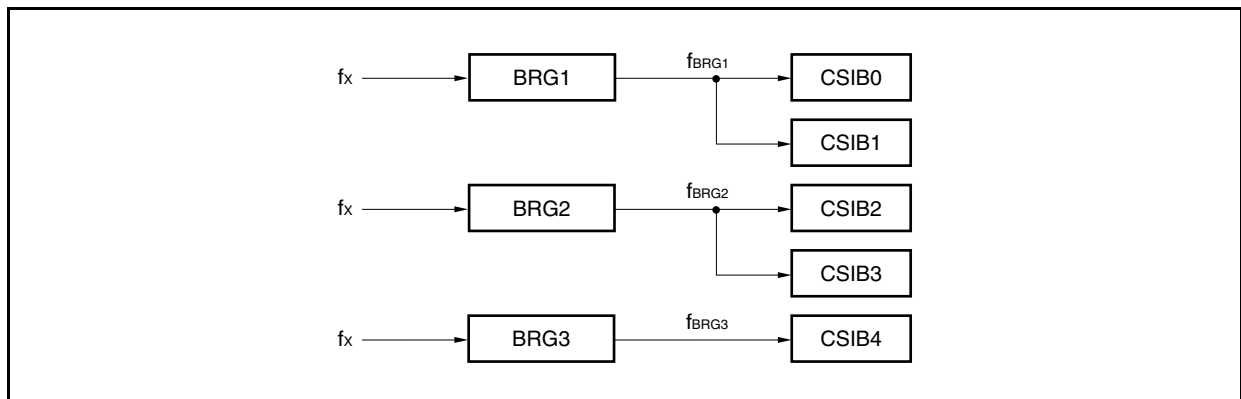 fBRG1
fx BRG1 CSIB0
CSIB1
fBRG2
fx BRG2 CSIB2
CSIB3
fBRG3
fx BRG3 CSIB4